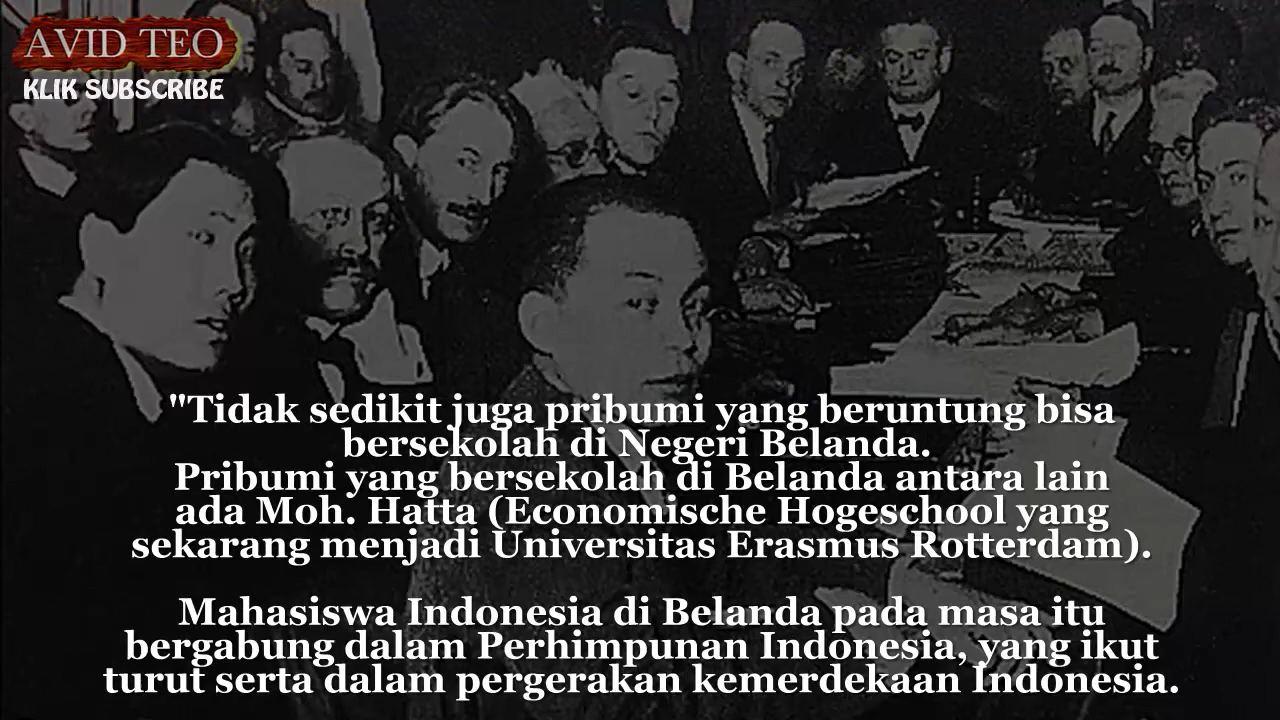 AVID TEO
KLIK SUBSCRIBE
"Tidak sedikit juga pribumi yang beruntung bisa
bersekolah di Negeri Belanda.
Pribumi yang bersekolah di Belanda antara lain
ada Moh. Hatta (Economische Hogeschool yang
sekarang menjadi Universitas Erasmus Rotterdam).
Mahasiswa Indonesia di Belanda pada masa itu
bergabung dalam Perhimpunan Indonesia, yang ikut
turut serta dalam pergerakan kemerdekaan Indonesia.